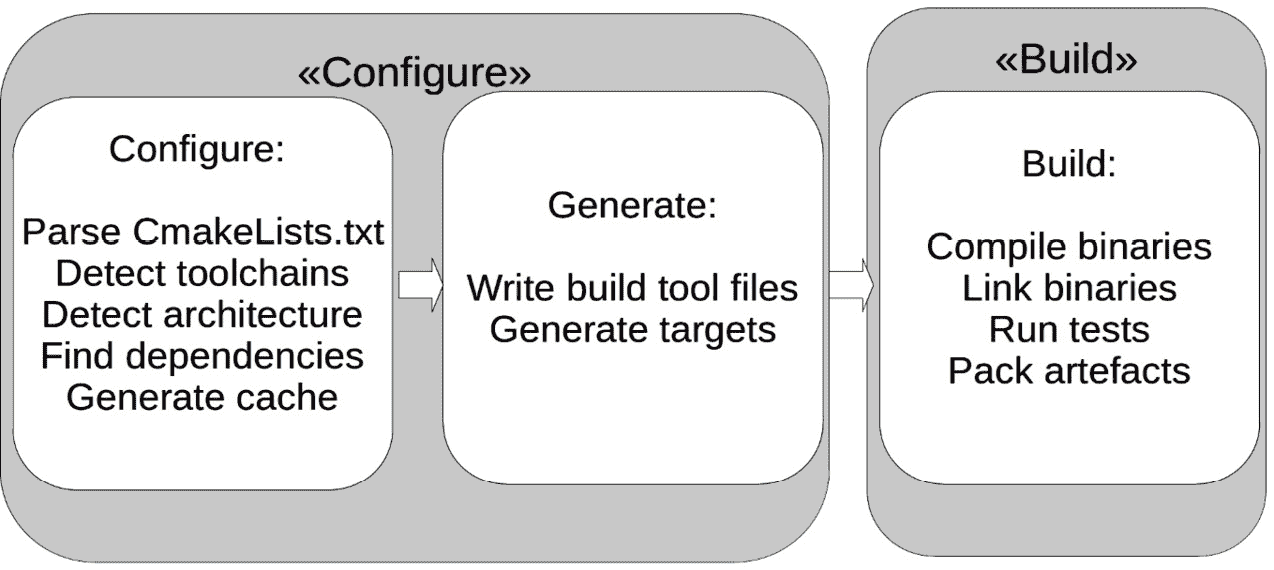 «Configure»
Configure:
Parse CmakeLists.txt
Detect toolchains
Detect architecture
Find dependencies
Generate cache
Generate:
Write build tool files
Generate targets
«Build»
Build:
Compile binaries
Link binaries
Run tests
Pack artefacts